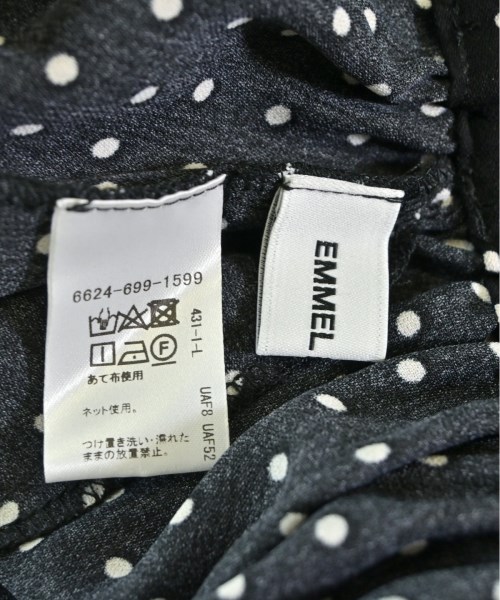 6624-699-1599
あて布使用
ネット使用。
つけ置き洗い・濡れた
ままの放置禁止。
431-1-L
UAF8 UAF52
EMMEL